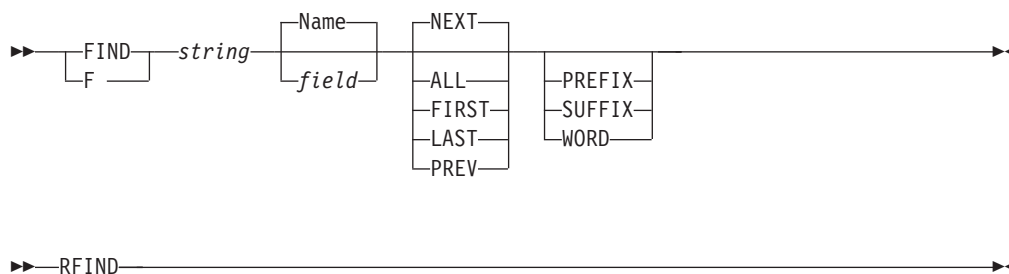 Name NEXT
FIND string
F field ALL PREFIX
FIRST SUFFIX
LAST WORD
PREV
RFIND